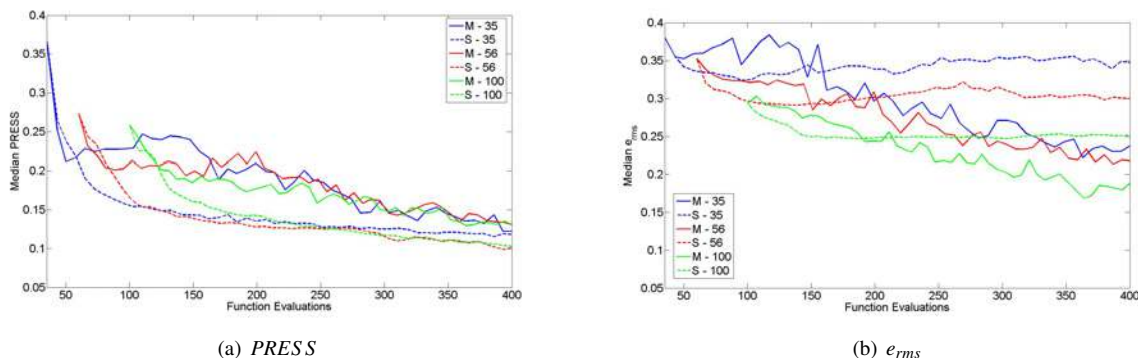 0.4
0.35
0.3
0.25
0.2
0.15
0.1
0.05
Median PRESS
50 100 150 200 250 300 350 400
Function Evaluations
M - 35
S - 35
M - 56
S - 56
M - 100
S - 100
(a) PRESS
0.4
0.35
0.3
0.25
0.2
0.15
0.1
0.05
Median erms
50 100 150 200 250 300 350 400
Function Evaluations
M - 35
S - 35
M - 56
S - 56
M - 100
S - 100
(b) erms